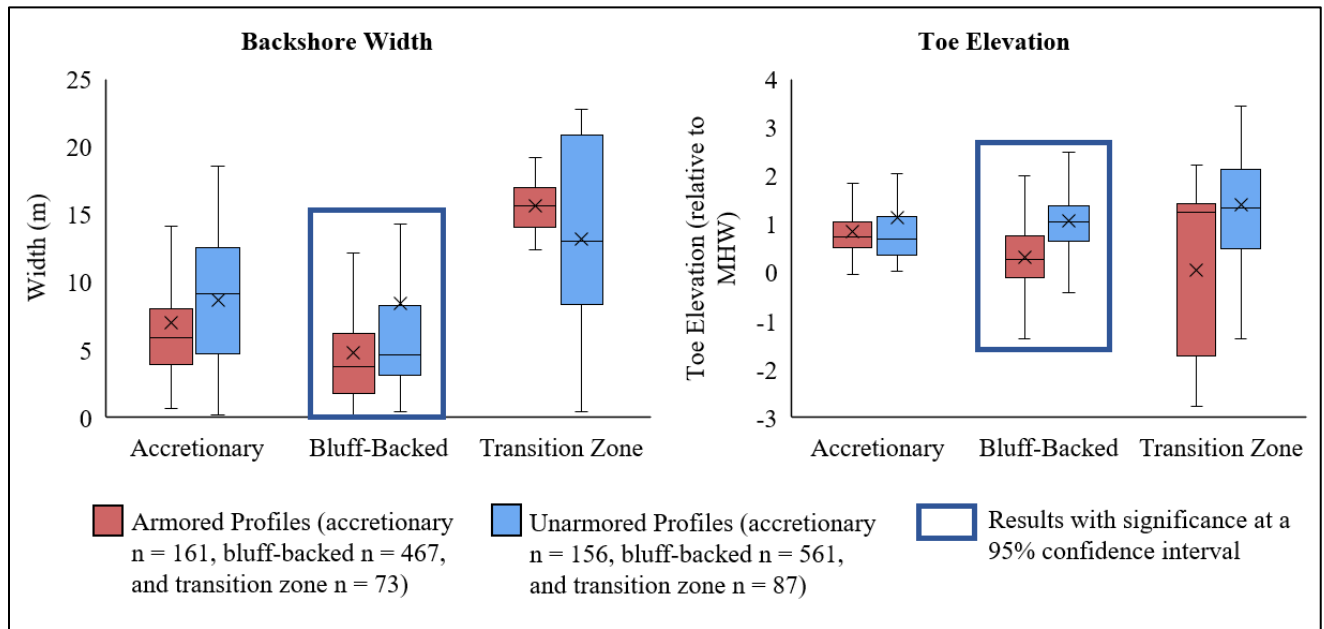 Backshore Width
Toe Elevation
Width (m)
25
20
15
10
5
0
Accretionary
Bluff-Backed
Transition Zone
Toe Elevation (relative to
MHW)
4
3
2
1
0
-1
-2
-3
Accretionary
Bluff-Backed
Transition Zone
Armored Profiles (accretionary
n = 161, bluff-backed n = 467,
and transition zone n = 73)
Unarmored Profiles (accretionary
n = 156, bluff-backed n = 561,
and transition zone n = 87)
Results with significance at a
95% confidence interval